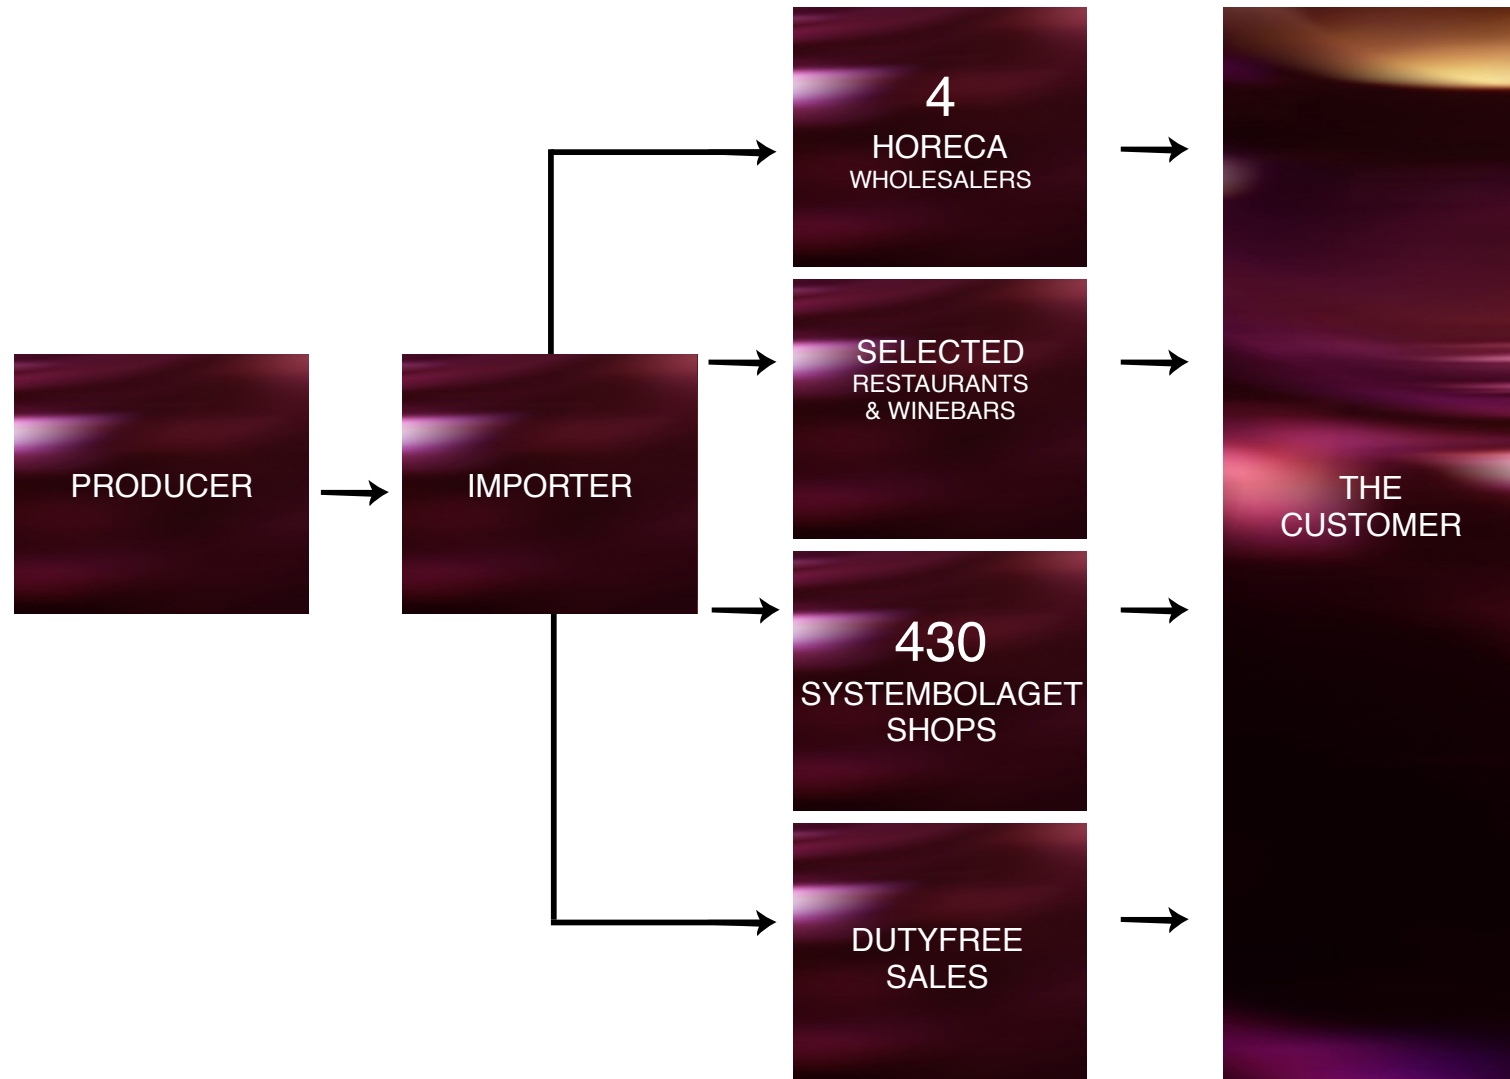 PRODUCER
IMPORTER
4
HORECA
WHOLESALERS
SELECTED
RESTAURANTS
& WINEBARS
430
SYSTEMBOLAGET
SHOPS
DUTYFREE
SALES
THE
CUSTOMER